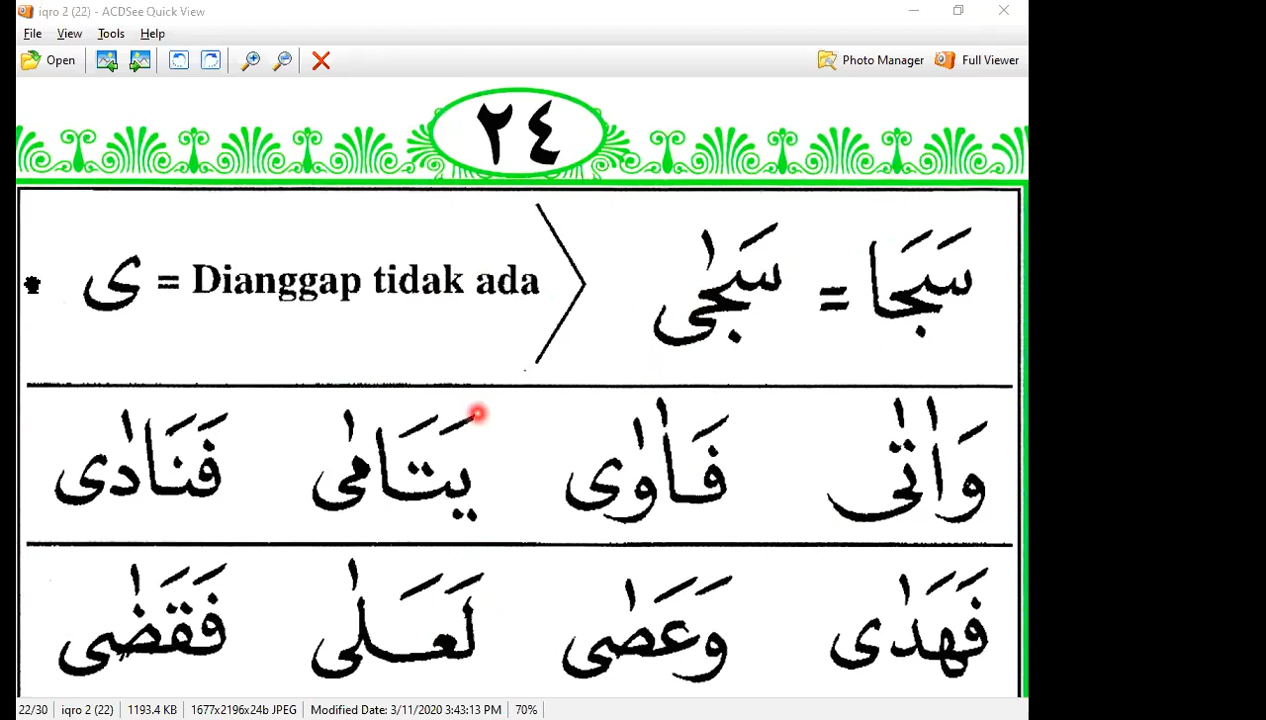 iqro 2 (22) - ACDSee Quick View
File View Tools Help
Open Photo Manager Full Viewer
٢٤
سَجَا = سَجٰى
ى = Dianggap tidak ada
وَاٰتٰى فَاٰوٰى يَتَامٰى فَنَادٰى
فَهَدٰى وَعَصٰى لَعَلٰى فَقَضٰى
22/30 iqro 2 (22) 1193.4 KB 1677x2196x24b JPEG Modified Date: 3/11/2020 3:43:13 PM 70%